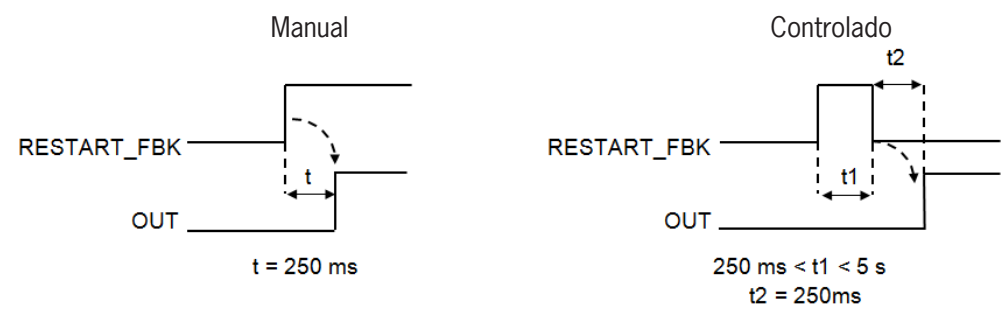 Manual
RESTART_FBK
t
OUT
t = 250 ms
Controlado
t2
RESTART_FBK
t1
OUT
250 ms < t1 < 5 s
t2 = 250ms